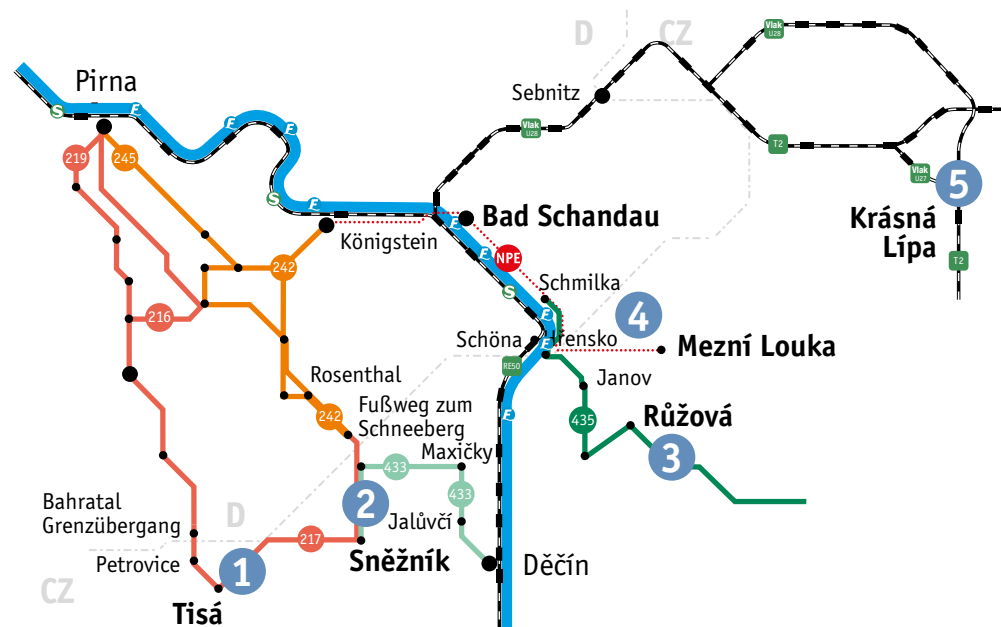 D
CZ
Vlak
U28
Pirna
Sebnitz
S
F
F
F
Vlak
U28
T2
219
245
Vlak
U27
5
S
F
Bad Schandau
Krásná
Lípa
Königstein
F
NPE
242
T2
Schmilka
S
F
216
4
Schöna
Hřensko
F
Mezní Louka
RE50
Rosenthal
Janov
242
Fußweg zum
Schneeberg
F
435
Růžová
Maxičky
3
433
433
2
Bahratal
Grenzübergang
D
Jalůvčí
217
Sněžník
Petrovice
1
Děčín
CZ
Tisá